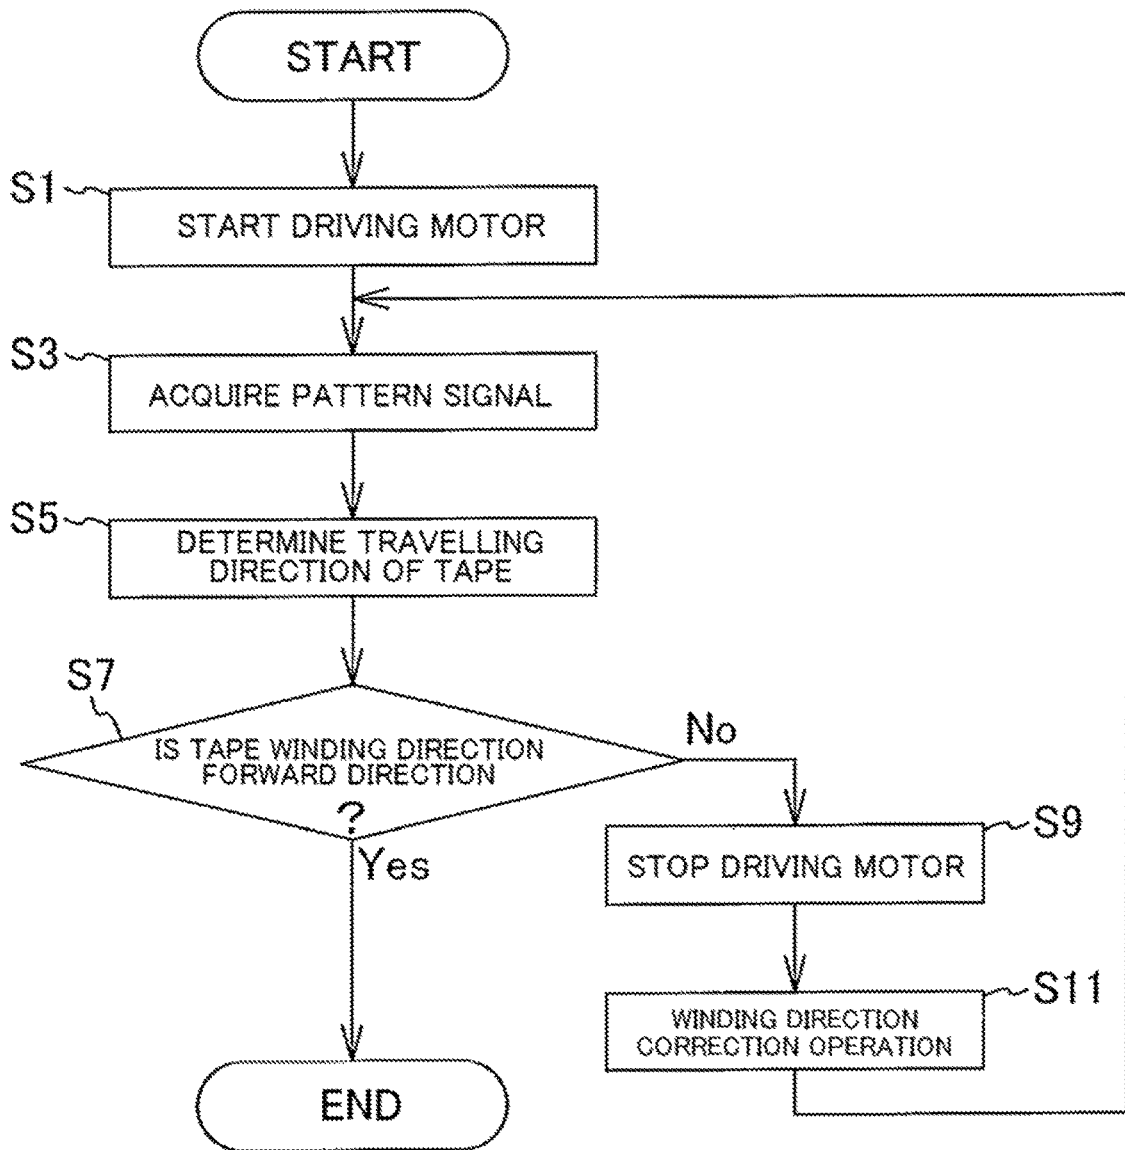 START
S1
START DRIVING MOTOR
S3
ACQUIRE PATTERN SIGNAL
S5
DETERMINE TRAVELLING
DIRECTION OF TAPE
S7
IS TAPE WINDING DIRECTION
FORWARD DIRECTION
?
No
Yes
S9
STOP DRIVING MOTOR
S11
WINDING DIRECTION
CORRECTION OPERATION
END